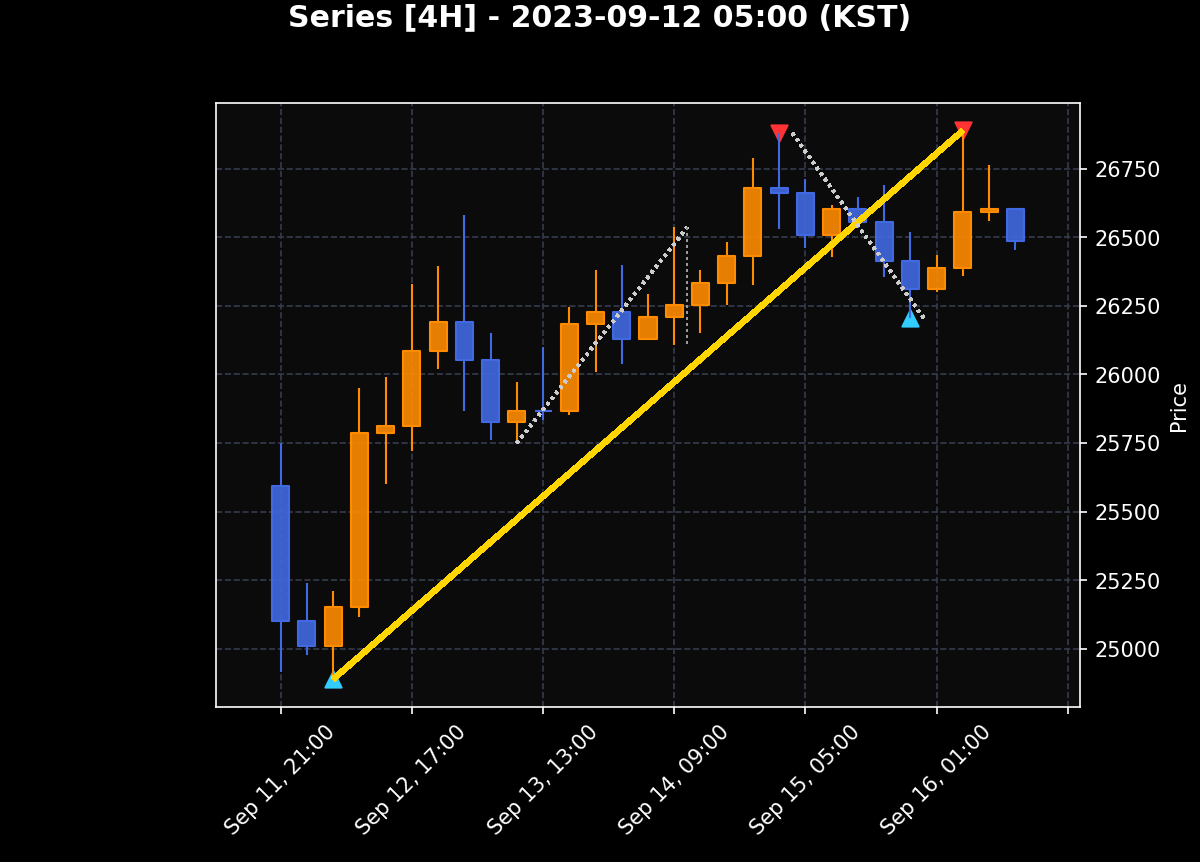 Series [4H] - 2023-09-12 05:00 (KST)
26750
26500
26250
26000
25750
25500
25250
25000
Price
Sep 11, 21:00
Sep 12, 17:00
Sep 13, 13:00
Sep 14, 09:00
Sep 15, 05:00
Sep 16, 01:00